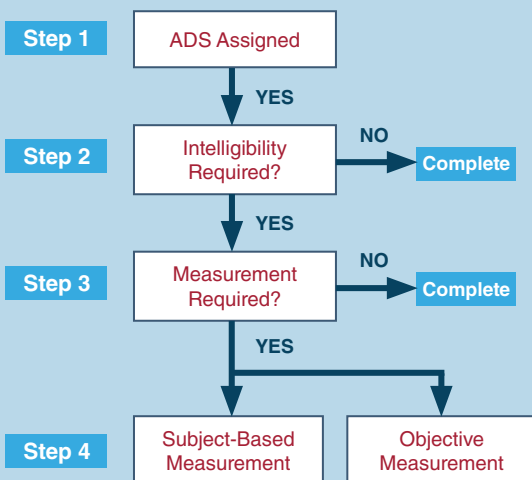 Step 1
ADS Assigned
YES
Step 2
Intelligibility
Required?
NO
Complete
YES
Step 3
Measurement
Required?
NO
Complete
YES
Step 4
Subject-Based
Measurement
Objective
Measurement